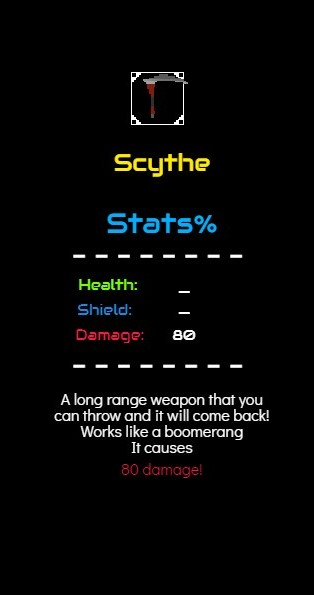 Scythe
Stats%
Health: _
Shield: _
Damage: 80
A long range weapon that you
can throw and it will come back!
Works like a boomerang
It causes
80 damage!